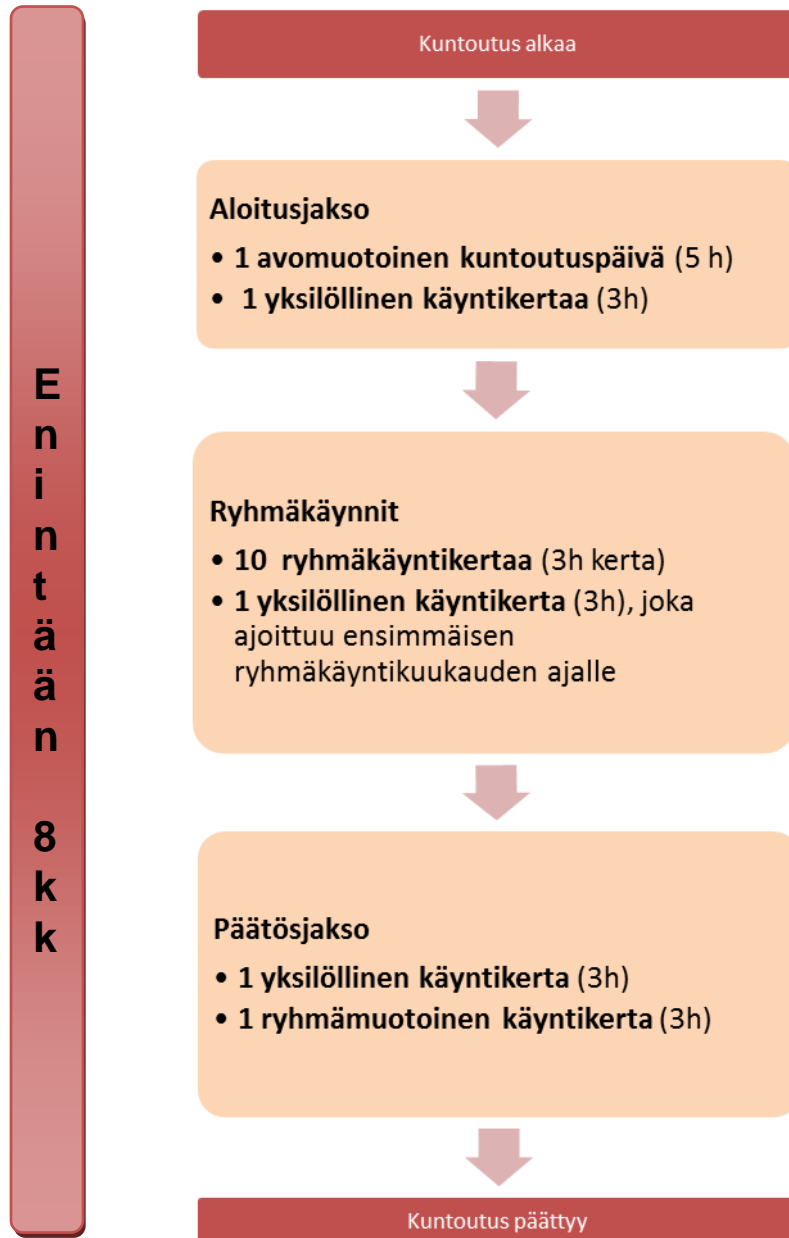 Enintään 8kk
Kuntoutus alkaa
Aloitusjakso
• 1 avomuotoinen kuntoutuspäivä (5 h)
• 1 yksilöllinen käyntikertaa (3h)
Ryhmäkäynnit
• 10 ryhmäkäyntikertaa (3h kerta)
• 1 yksilöllinen käyntikerta (3h), joka
ajoittuu ensimmäisen
ryhmäkäyntikuukauden ajalle
Päätösjakso
• 1 yksilöllinen käyntikerta (3h)
• 1 ryhmämuotoinen käyntikerta (3h)
Kuntoutus päättyy